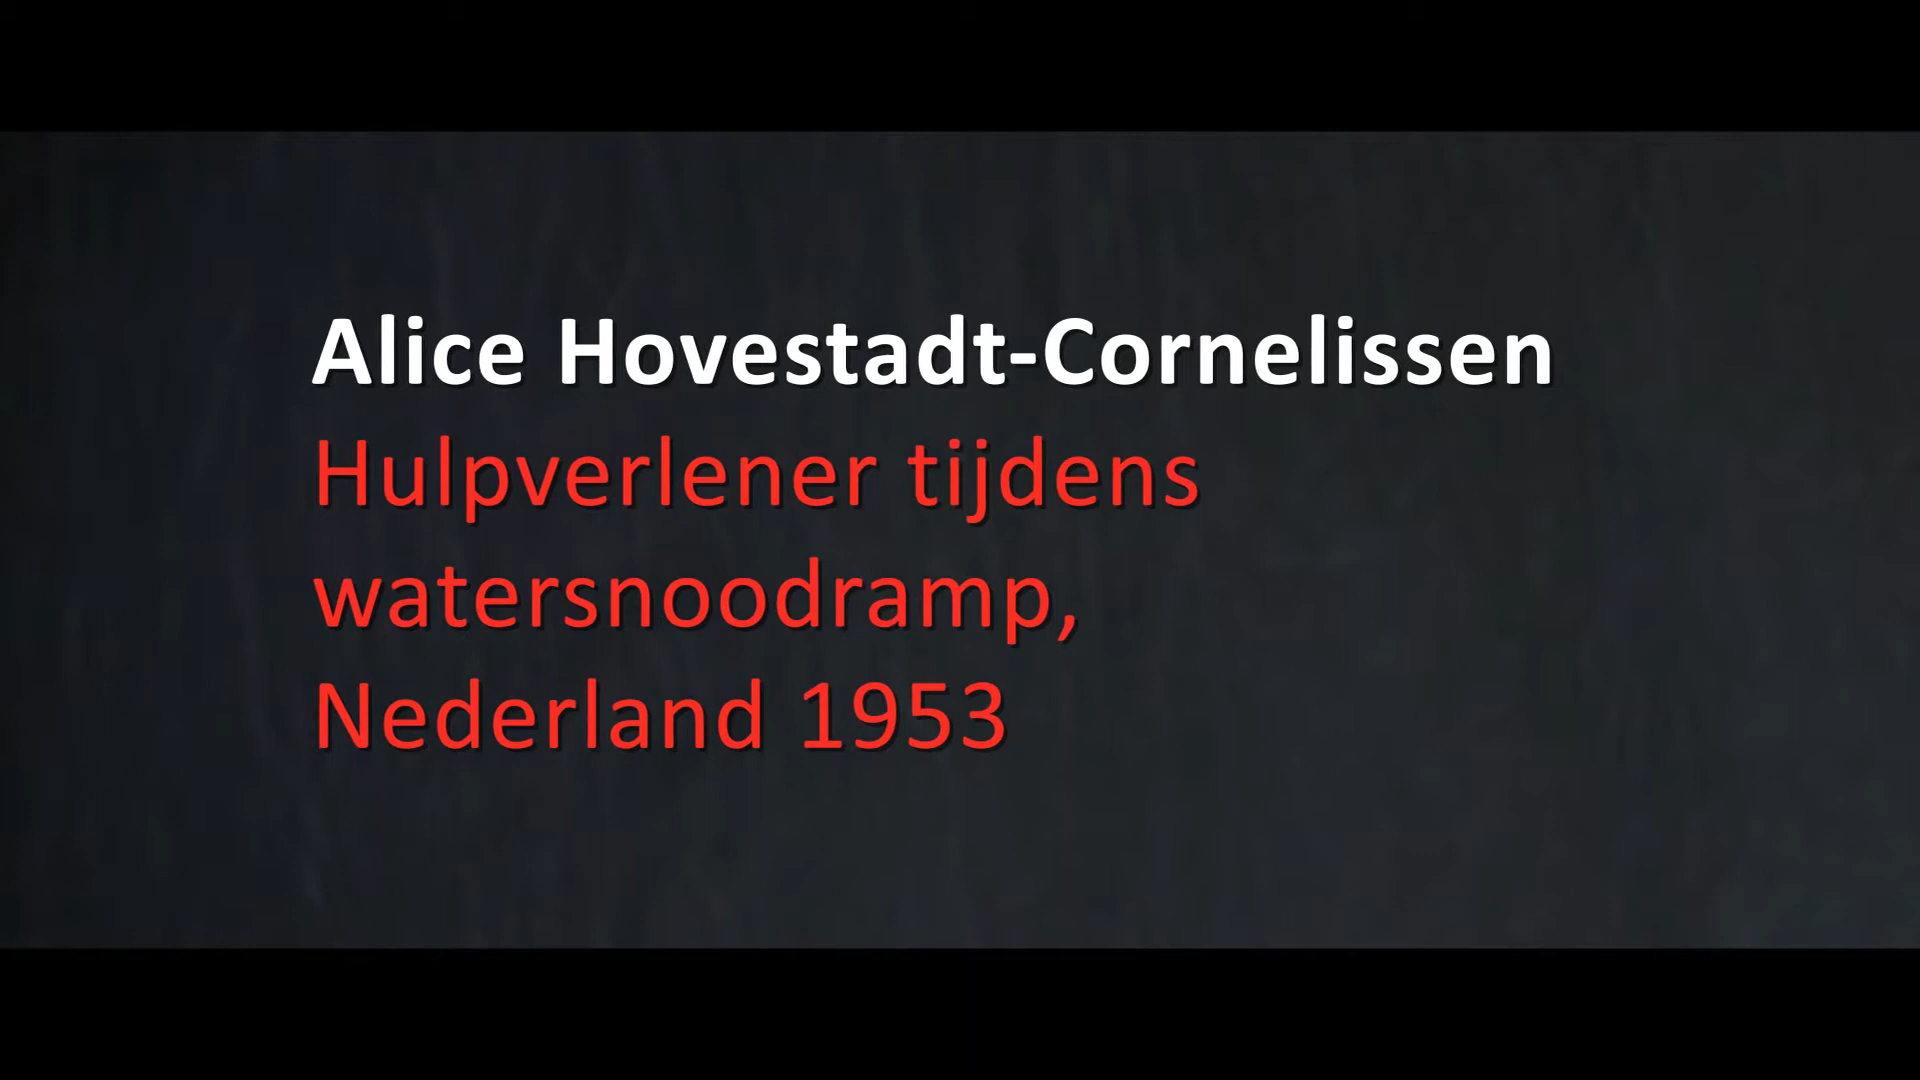 Alice Hovestadt-Cornelissen
Hulpverlener tijdens
watersnoodramp,
Nederland 1953